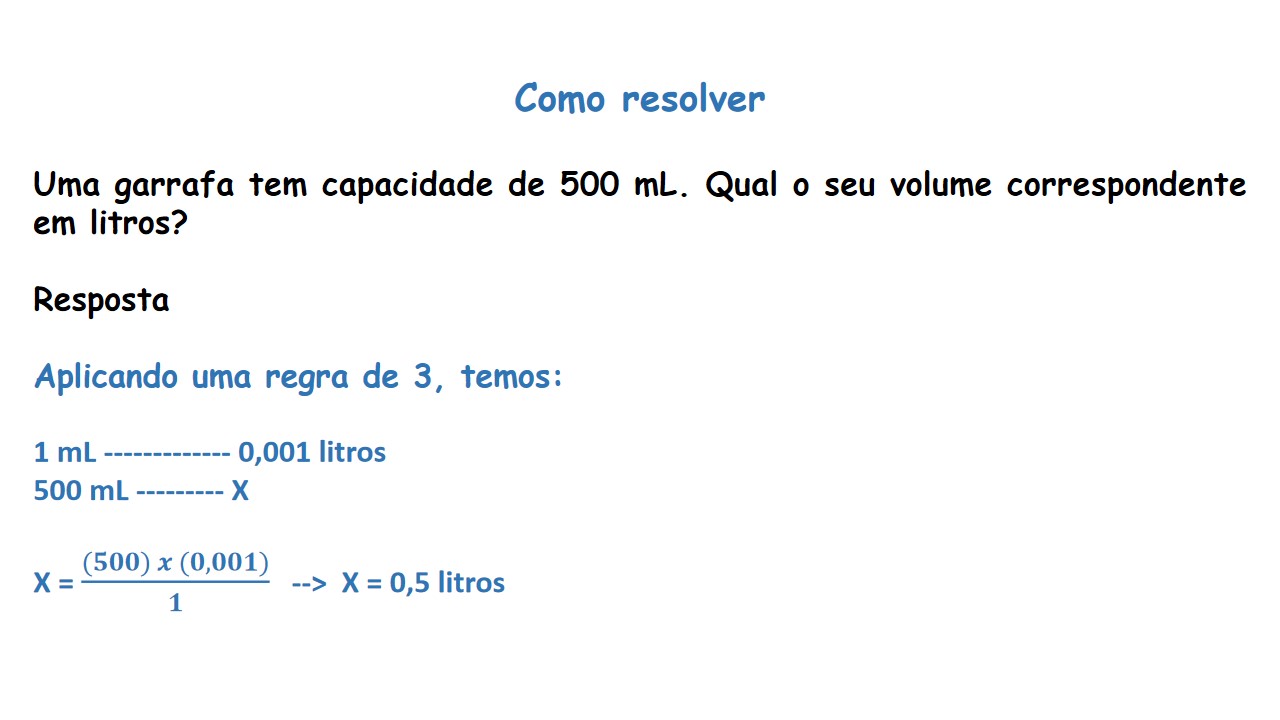 Como resolver
Uma garrafa tem capacidade de 500 mL. Qual o seu volume correspondente
em litros?
Resposta
Aplicando uma regra de 3, temos:
1 mL ------------- 0,001 litros
500 mL --------- X
X = (500) x (0,001) / 1 --> X = 0,5 litros